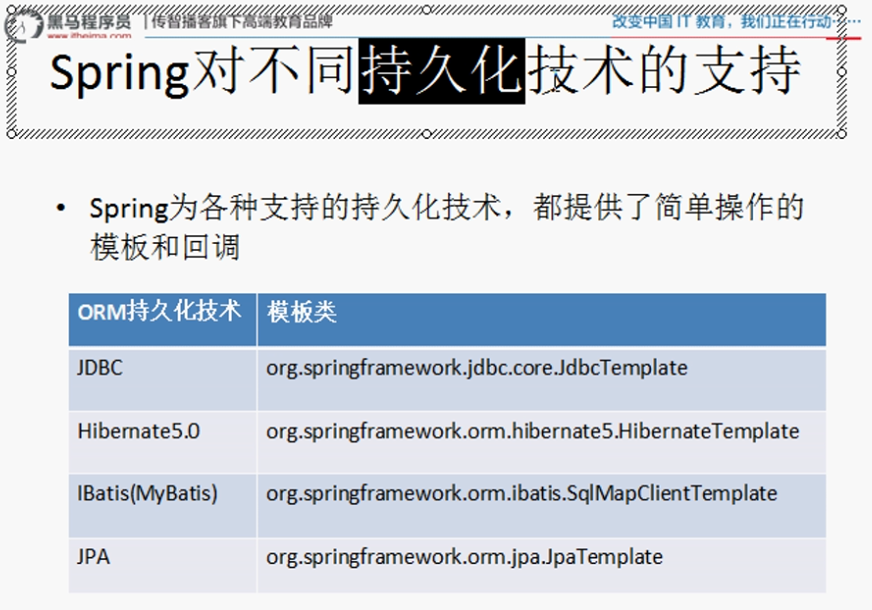 黑马程序员 | 传智播客旗下高端教育品牌
www.itheima.com
改变中国 IT 教育，我们正在行动……
Spring对不同持久化技术的支持
• Spring为各种支持的持久化技术，都提供了简单操作的
模板和回调
ORM持久化技术 模板类
JDBC org.springframework.jdbc.core.JdbcTemplate
Hibernate5.0 org.springframework.orm.hibernate5.HibernateTemplate
IBatis(MyBatis) org.springframework.orm.ibatis.SqlMapClientTemplate
JPA org.springframework.orm.jpa.JpaTemplate